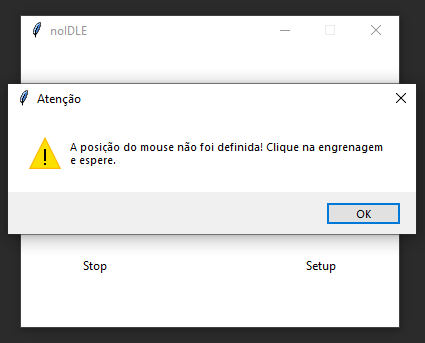 noIDLE
Atenção
A posição do mouse não foi definida! Clique na engrenagem
e espere.
OK
Stop
Setup